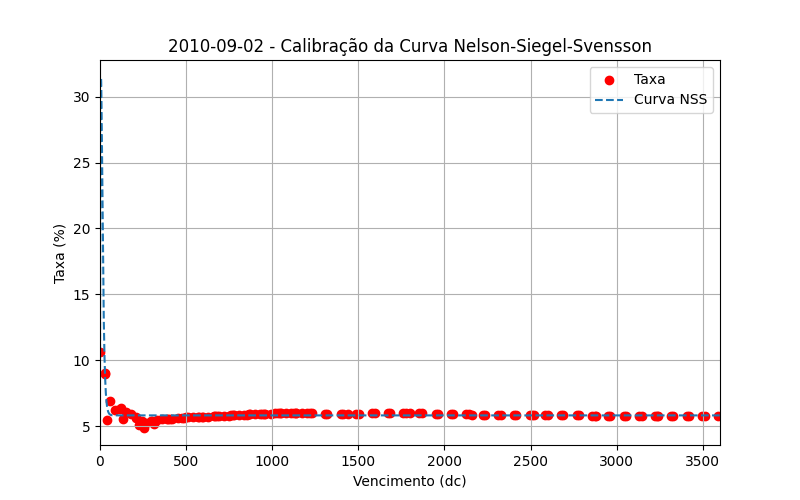 2010-09-02 - Calibração da Curva Nelson-Siegel-Svensson
Taxa
Curva NSS
Taxa (%)
30
25
20
15
10
5
0 500 1000 1500 2000 2500 3000 3500
Vencimento (dc)